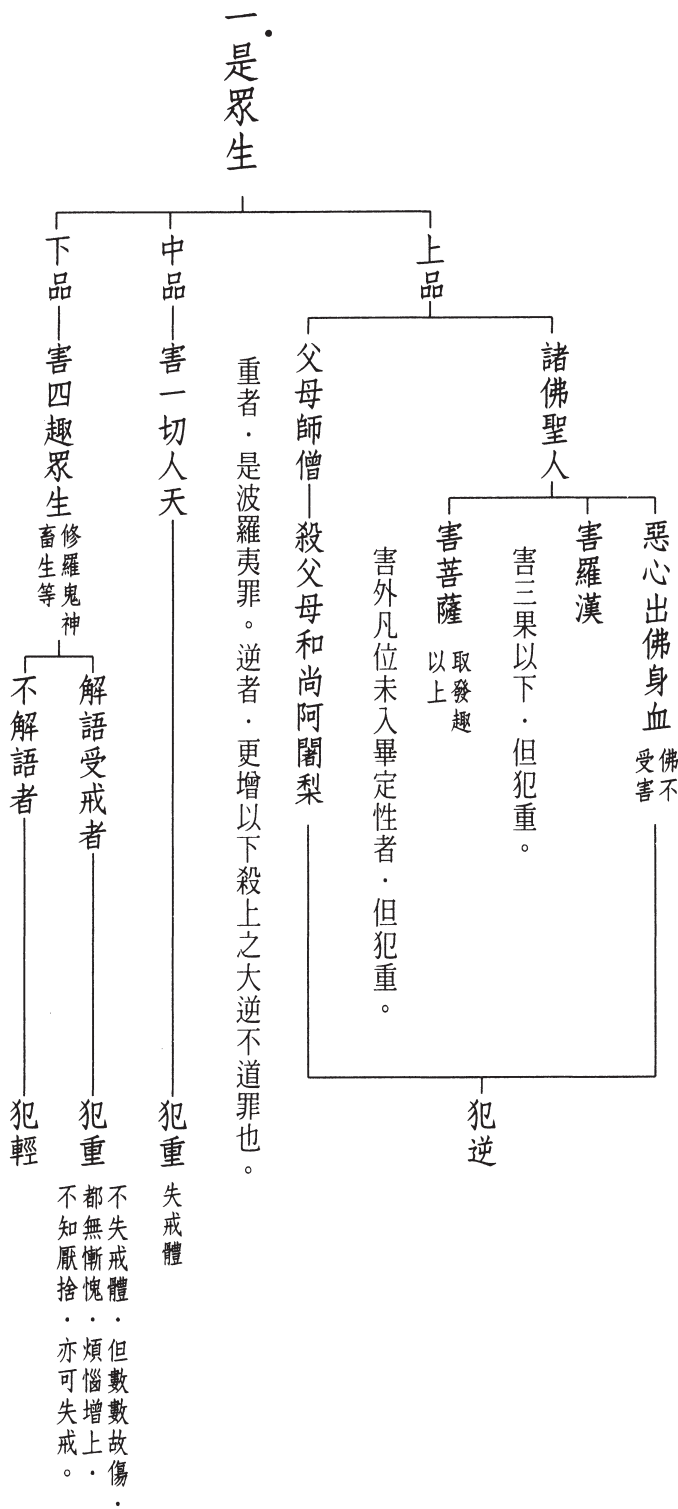 一．是眾生
上品
諸佛聖人
惡心出佛身血
佛不
受害
害羅漢
害三果以下．但犯重。
害菩薩
取發趣
以上
害外凡位未入畢定性者．但犯重。
父母師僧
殺父母和尚阿闍梨
犯逆
重者．是波羅夷罪。逆者．更增以下殺上之大逆不道罪也。
中品
害一切人天
犯重
失戒體
下品
害四趣眾生
修羅鬼神
畜生等
解語受戒者
犯重
不失戒體．但數數故傷．
都無慚愧．煩惱增上．
不知厭捨．亦可失戒。
不解語者
犯輕